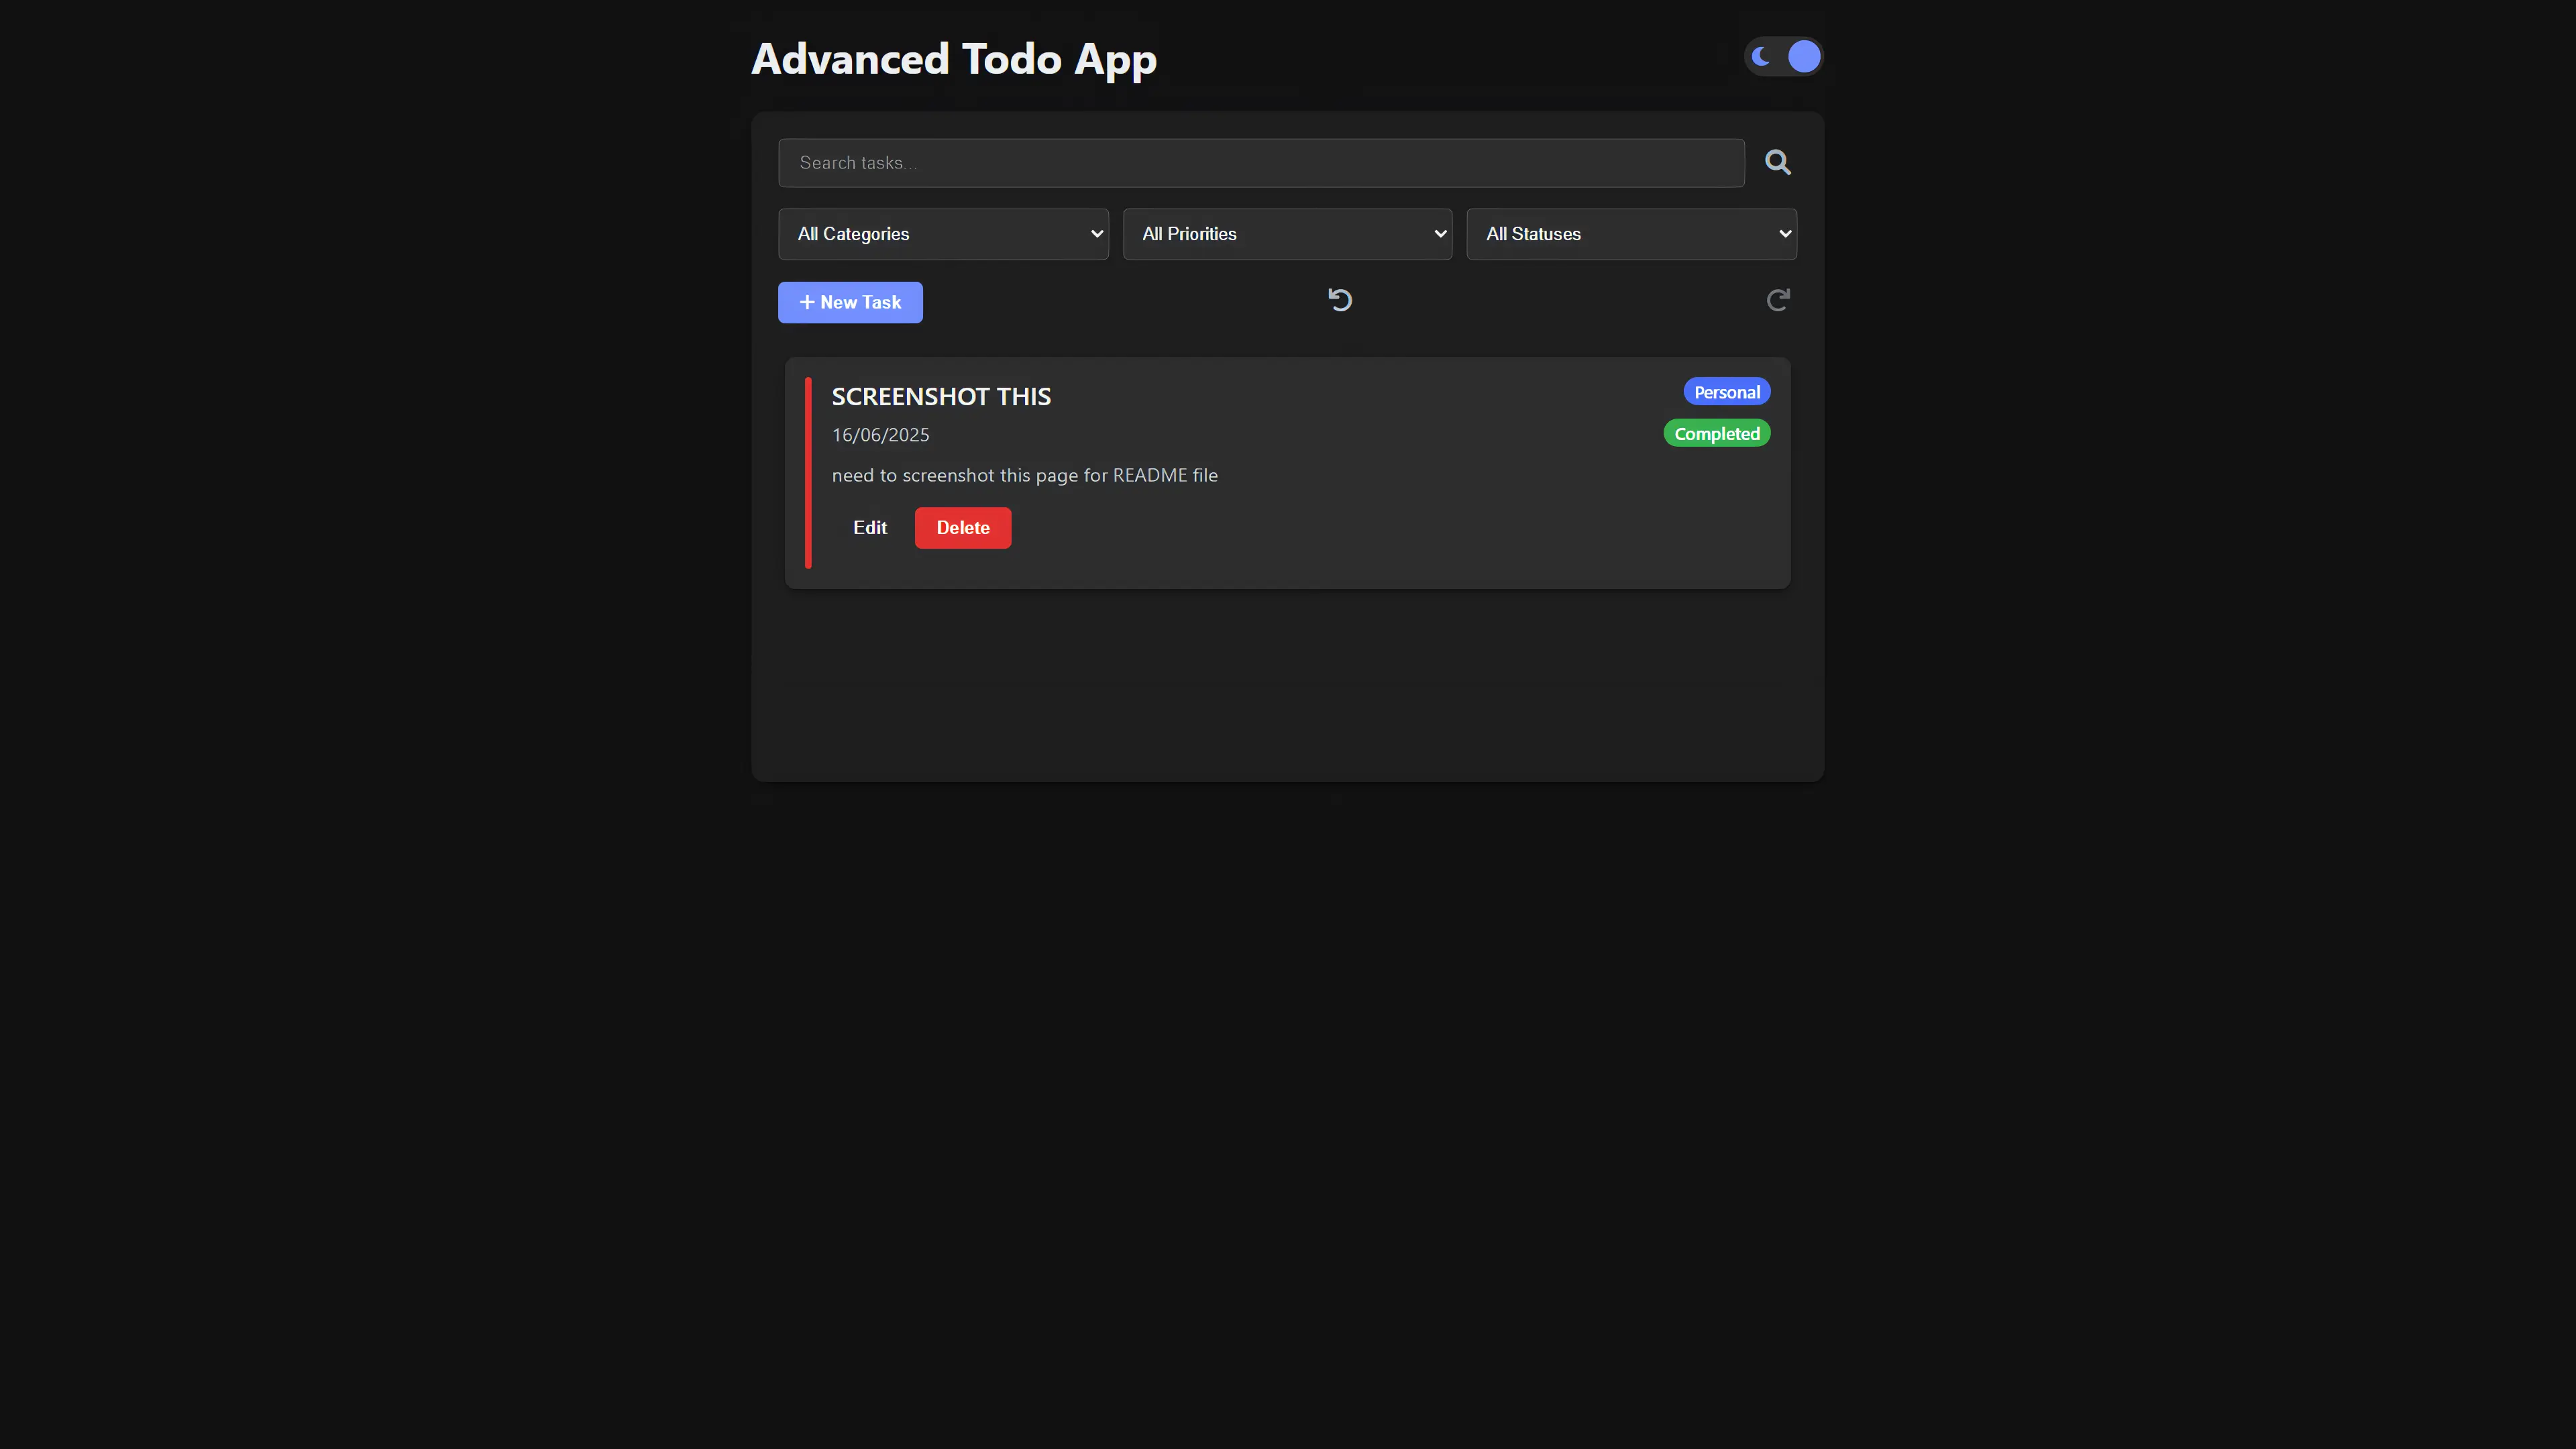 Advanced Todo App
Search tasks...
All Categories
All Priorities
All Statuses
+ New Task
SCREENSHOT THIS
Personal
16/06/2025
Completed
need to screenshot this page for README file
Edit
Delete